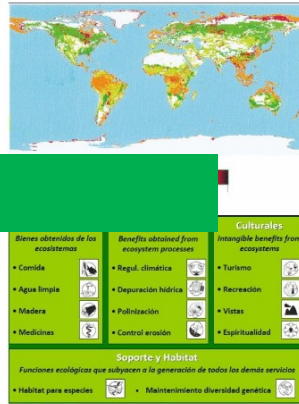 Culturales
Bienes obtenidos de los ecosistemas
Benefits obtained from ecosystem processes
Intangible benefits from ecosystems
• Comida
• Regul. climática
• Turismo
• Agua limpia
• Depuración hídrica
• Recreación
• Madera
• Polinización
• Vistas
• Medicinas
• Control erosión
• Espiritualidad
Soporte y Habitat
Funciones ecológicas que subyacen a la generación de todos los demás servicios
• Habitat para especies
• Maintenimiento diversidad genética